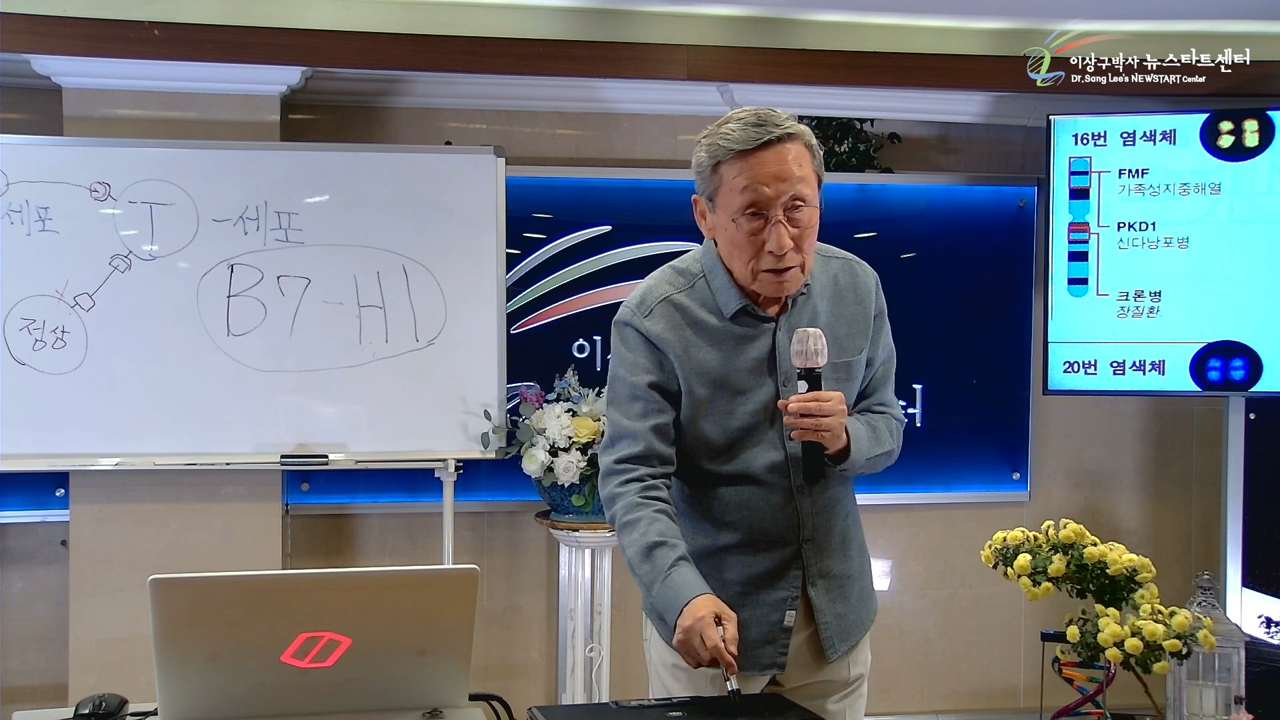 이상구박사 뉴스타트센터
Dr. Sang Lee's NEWSTART Center
세포
T
-세포
정상
B7-H1
16번 염색체
FMF
가족성지중해열
PKD1
신다낭포병
크론병
장질환
20번 염색체